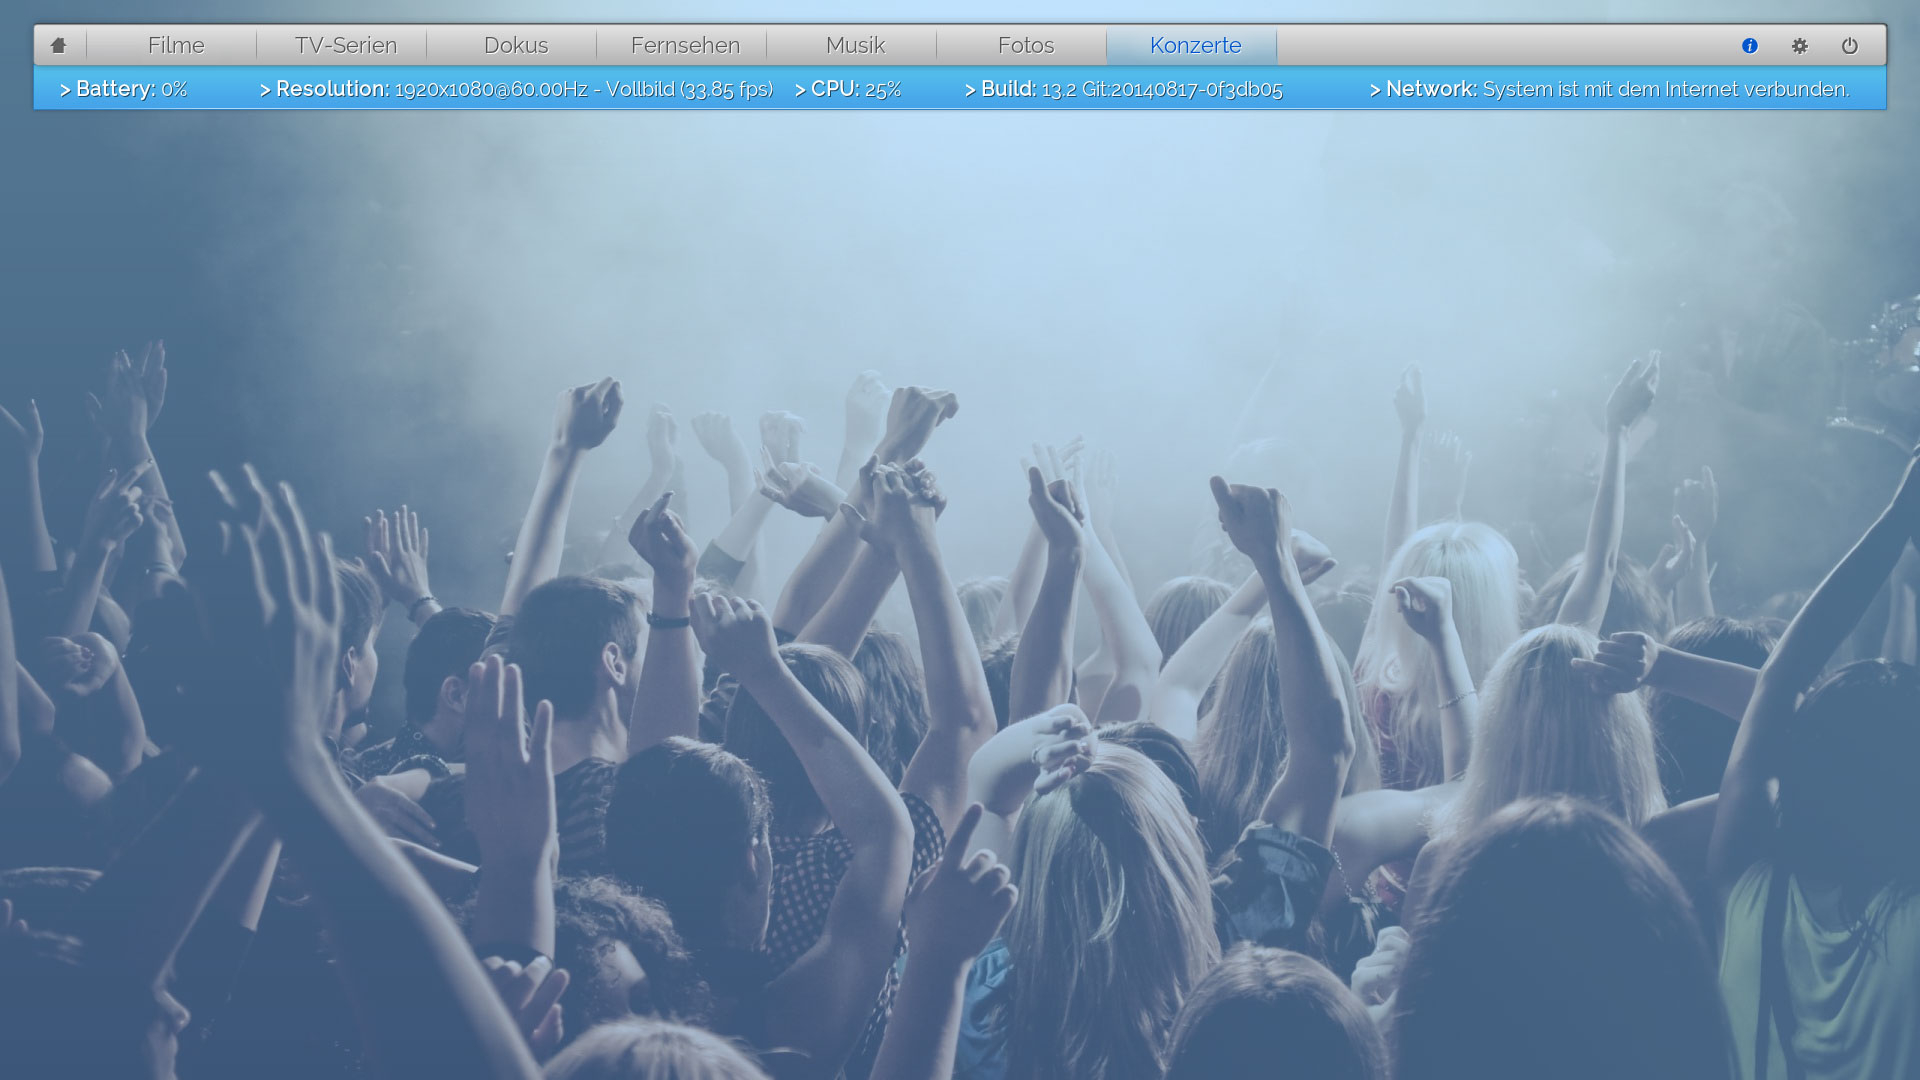 Filme TV-Serien Dokus Fernsehen Musik Fotos Konzerte
> Battery: 0% > Resolution: 1920x1080@60.00Hz - Vollbild (33.85 fps) > CPU: 25% > Build: 13.2 Git:20140817-0f3db05 > Network: System ist mit dem Internet verbunden.